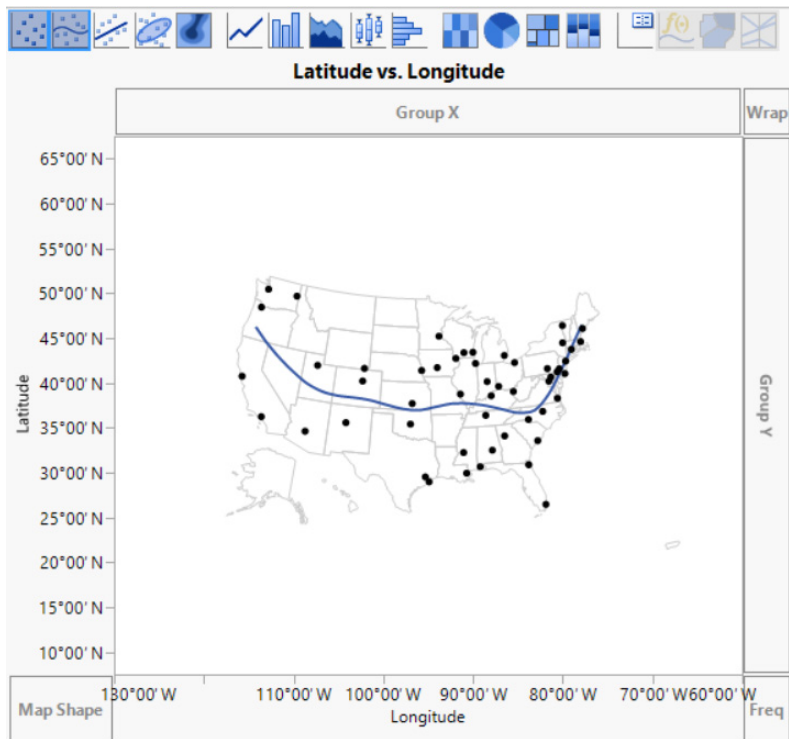 Latitude vs. Longitude
Group X
Wrap
65°00' N
60°00' N
55°00' N
50°00' N
45°00' N
40°00' N
35°00' N
30°00' N
25°00' N
20°00' N
15°00' N
10°00' N
Latitude
Group Y
130°00' W 110°00' W 100°00' W 90°00' W 80°00' W 70°00' W 60°00' W
Longitude
Map Shape
Freq